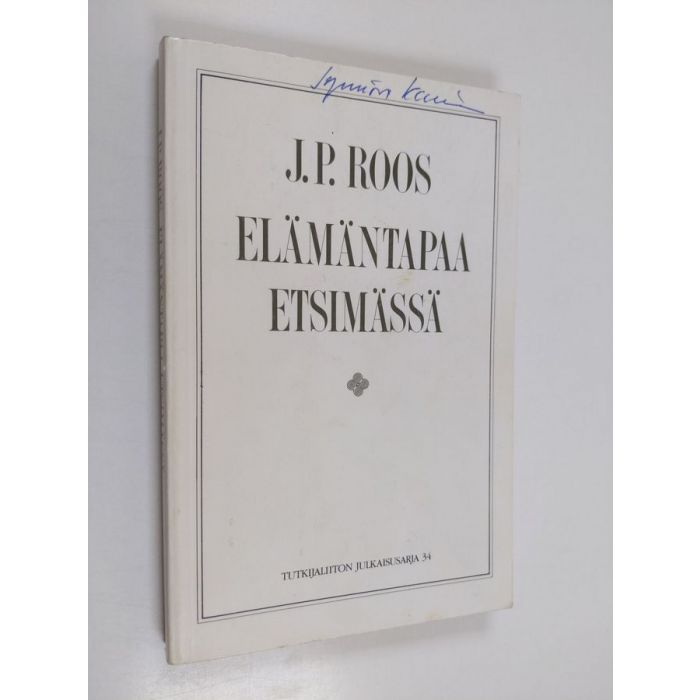 J.P. ROOS
ELÄMÄNTAPAA
ETSIMÄSSÄ
TUTKIJALIITON JULKAISUSARJA 34